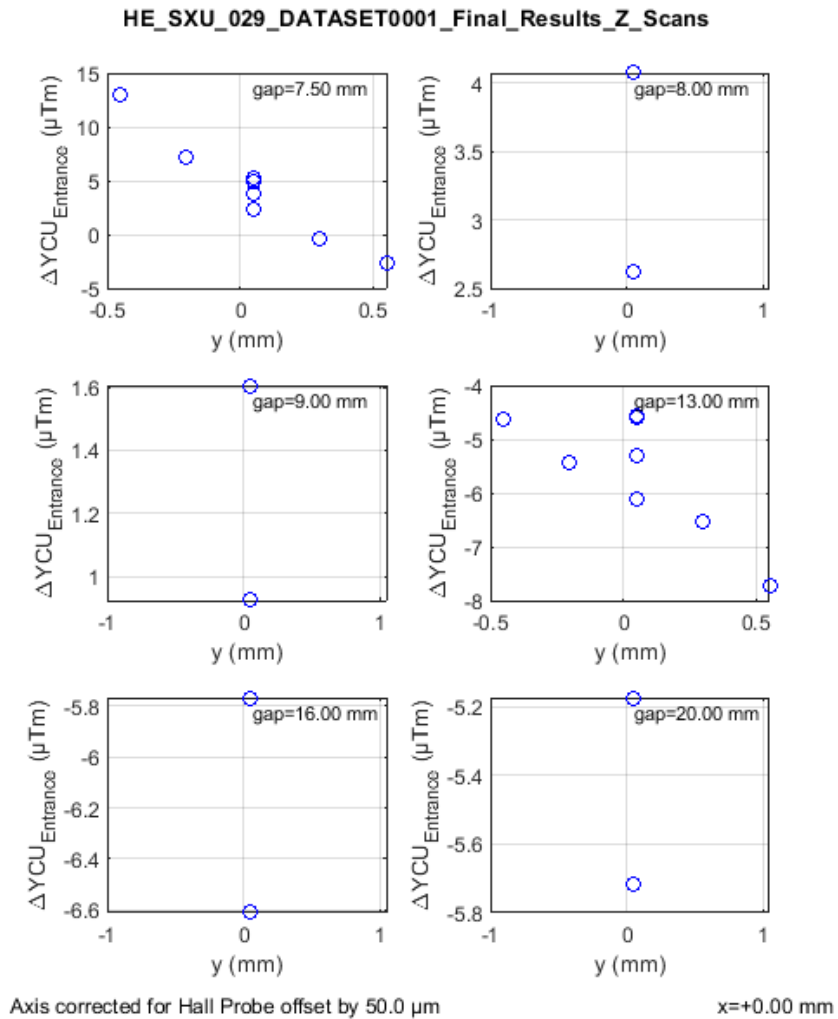 HE_SXU_029_DATASET0001_Final_Results_Z_Scans
ΔYCU_Entrance (μTm)
15
10
5
0
-5
gap=7.50 mm
-0.5 0 0.5
y (mm)
ΔYCU_Entrance (μTm)
4
3.5
3
2.5
gap=8.00 mm
-1 0 1
y (mm)
ΔYCU_Entrance (μTm)
1.6
1.4
1.2
1
gap=9.00 mm
-1 0 1
y (mm)
ΔYCU_Entrance (μTm)
-4
-5
-6
-7
-8
gap=13.00 mm
-0.5 0 0.5
y (mm)
ΔYCU_Entrance (μTm)
-5.8
-6
-6.2
-6.4
-6.6
gap=16.00 mm
-1 0 1
y (mm)
ΔYCU_Entrance (μTm)
-5.2
-5.4
-5.6
-5.8
gap=20.00 mm
-1 0 1
y (mm)
Axis corrected for Hall Probe offset by 50.0 μm
x=+0.00 mm